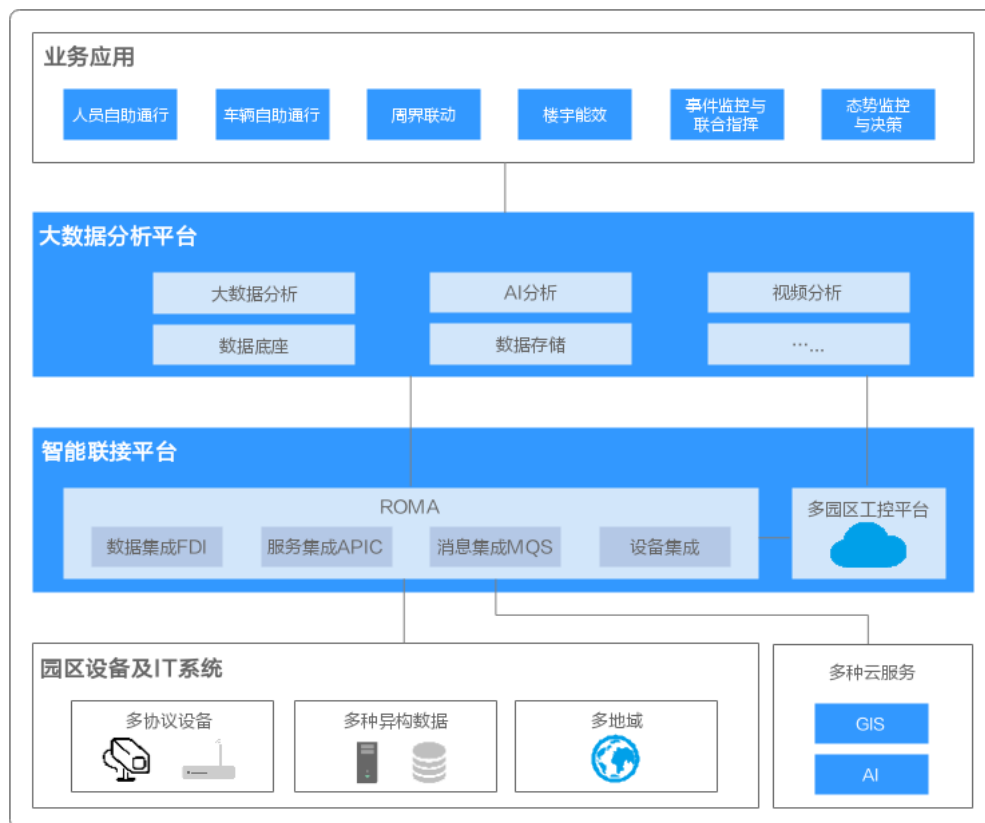 业务应用
人员自助通行
车辆自助通行
周界联动
楼宇能效
事件监控与
联合指挥
态势监控
与决策
大数据分析平台
大数据分析
AI分析
视频分析
数据底座
数据存储
…...
智能联接平台
ROMA
数据集成FDI
服务集成APIC
消息集成MQS
设备集成
多园区工控平台
园区设备及IT系统
多协议设备
多种异构数据
多地域
多种云服务
GIS
AI